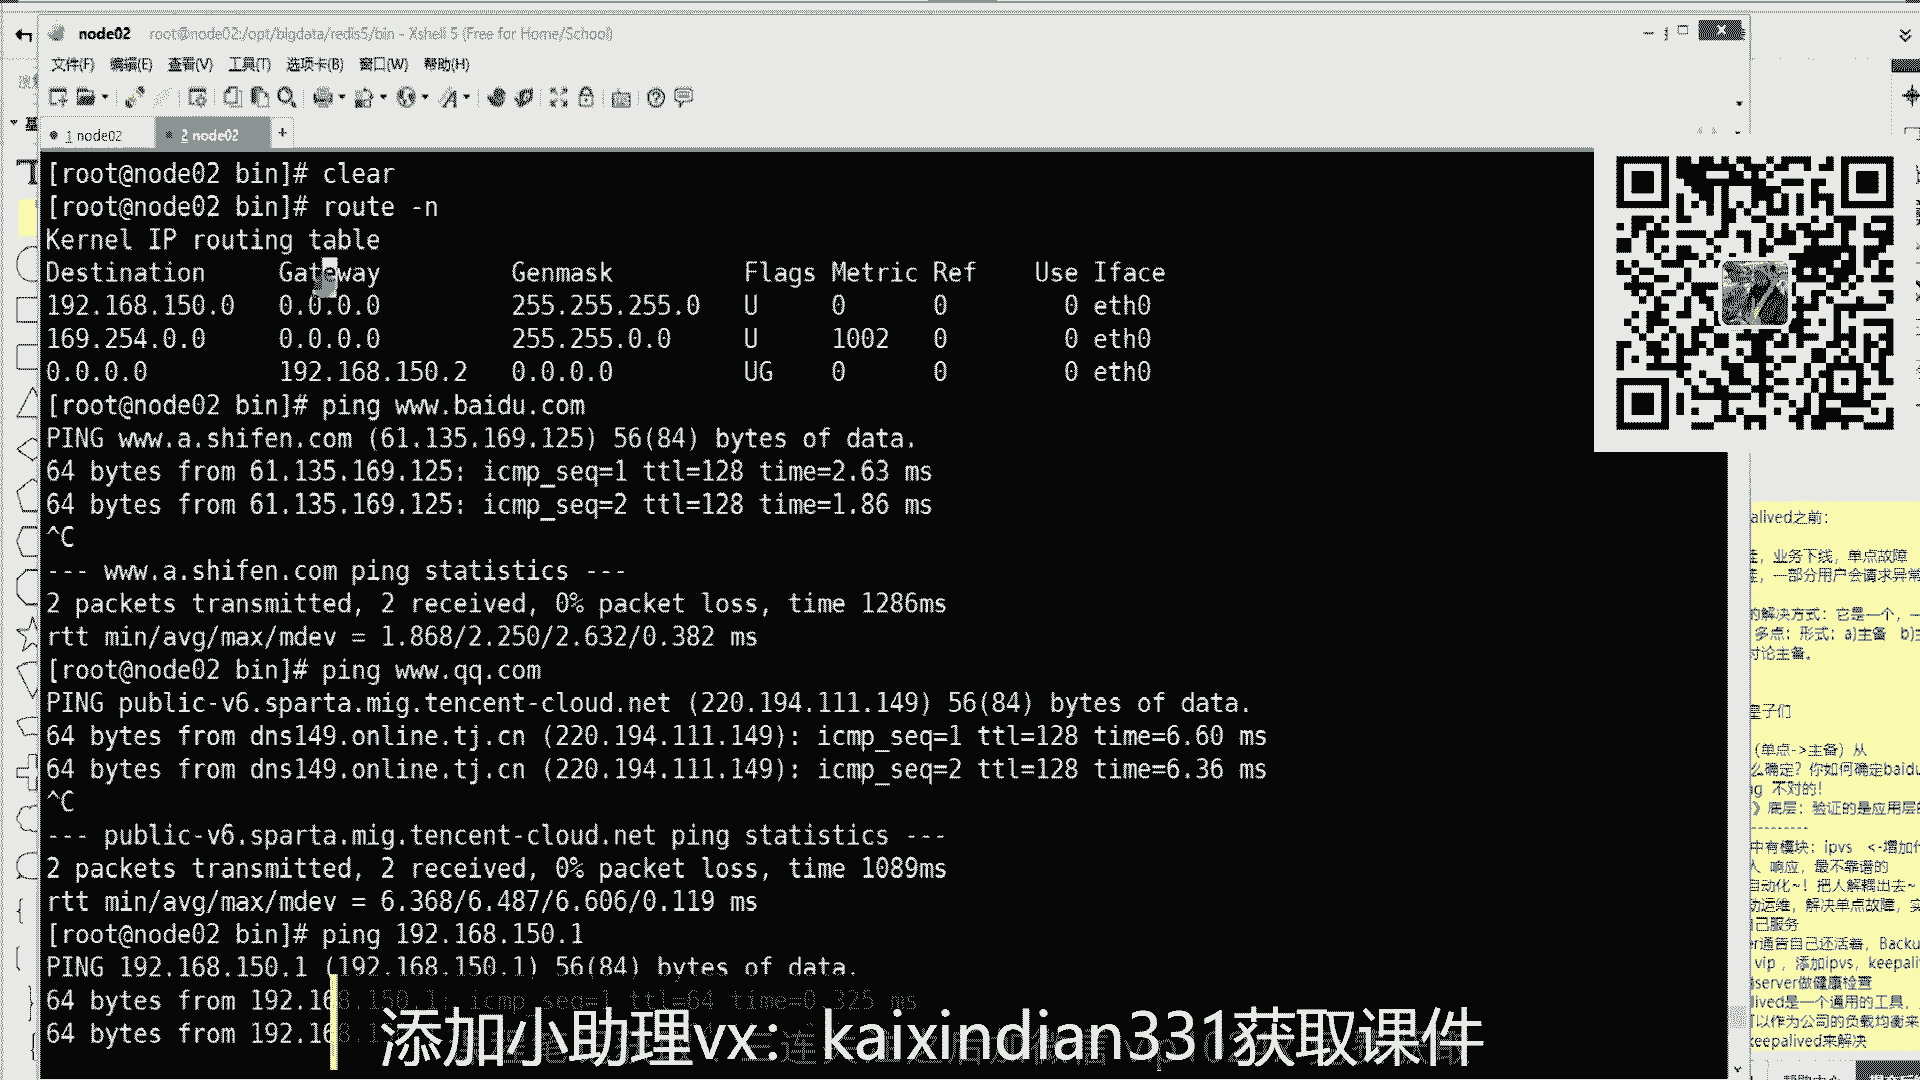 node02 root@node02:/opt/bigdata/redis5/bin - Xshell 5 (Free for Home/School)
文件(F) 编辑(E) 查看(V) 工具(T) 选项卡(B) 窗口(W) 帮助(H)
1 node02 2 node02 +
[root@node02 bin]# clear
[root@node02 bin]# route -n
Kernel IP routing table
Destination Gateway Genmask Flags Metric Ref Use Iface
192.168.150.0 0.0.0.0 255.255.255.0 U 0 0 0 eth0
169.254.0.0 0.0.0.0 255.255.0.0 U 1002 0 0 eth0
0.0.0.0 192.168.150.2 0.0.0.0 UG 0 0 0 eth0
[root@node02 bin]# ping www.baidu.com
PING www.a.shifen.com (61.135.169.125) 56(84) bytes of data.
64 bytes from 61.135.169.125: icmp_seq=1 ttl=128 time=2.63 ms
64 bytes from 61.135.169.125: icmp_seq=2 ttl=128 time=1.86 ms
^C
--- www.a.shifen.com ping statistics ---
2 packets transmitted, 2 received, 0% packet loss, time 1286ms
rtt min/avg/max/mdev = 1.868/2.250/2.632/0.382 ms
[root@node02 bin]# ping www.qq.com
PING public-v6.sparta.mig.tencent-cloud.net (220.194.111.149) 56(84) bytes of data.
64 bytes from dns149.online.tj.cn (220.194.111.149): icmp_seq=1 ttl=128 time=6.60 ms
64 bytes from dns149.online.tj.cn (220.194.111.149): icmp_seq=2 ttl=128 time=6.36 ms
^C
--- public-v6.sparta.mig.tencent-cloud.net ping statistics ---
2 packets transmitted, 2 received, 0% packet loss, time 1089ms
rtt min/avg/max/mdev = 6.368/6.487/6.606/0.119 ms
[root@node02 bin]# ping 192.168.150.1
PING 192.168.150.1 (192.168.150.1) 56(84) bytes of data.
64 bytes from 192.168.150.1: icmp_seq=1 ttl=64 time=0.325 ms
64 bytes from 192.168.1
添加小助理vx：kaixindian331获取课件
alived之前：
，业务下线，单点故障
，一部分用户会请求异常
的解决方式：它是一个，一
多点：形式：a)主备 b)主
讨论主备。
皇子们
（单点->主备）从
么确定？你如何确定baidu
不对的！
》底层：验证的是应用层的
中有模块：ipvs <-增加
人 响应，最不靠谱的
自动化~！把人解耦出去~
动运维，解决单点故障，实
己服务
er通告自己还活着，Backu
vip ，添加ipvs，keepaliv
server做健康检查
lived是一个通用的工具，
可以作为公司的负载均衡来
keepalived来解决